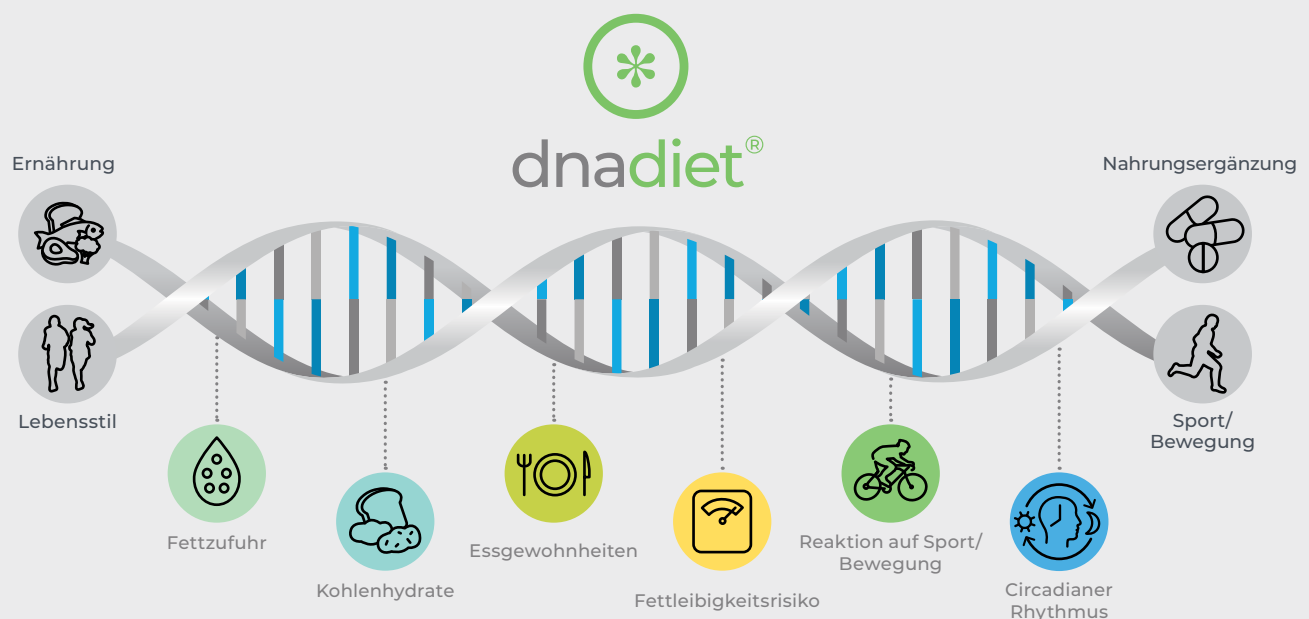 dnadiet®
Ernährung
Nahrungsergänzung
Lebensstil
Sport/
Bewegung
Fettzufuhr
Kohlenhydrate
Essgewohnheiten
Fettleibigkeitsrisiko
Reaktion auf Sport/
Bewegung
Circadianer
Rhythmus